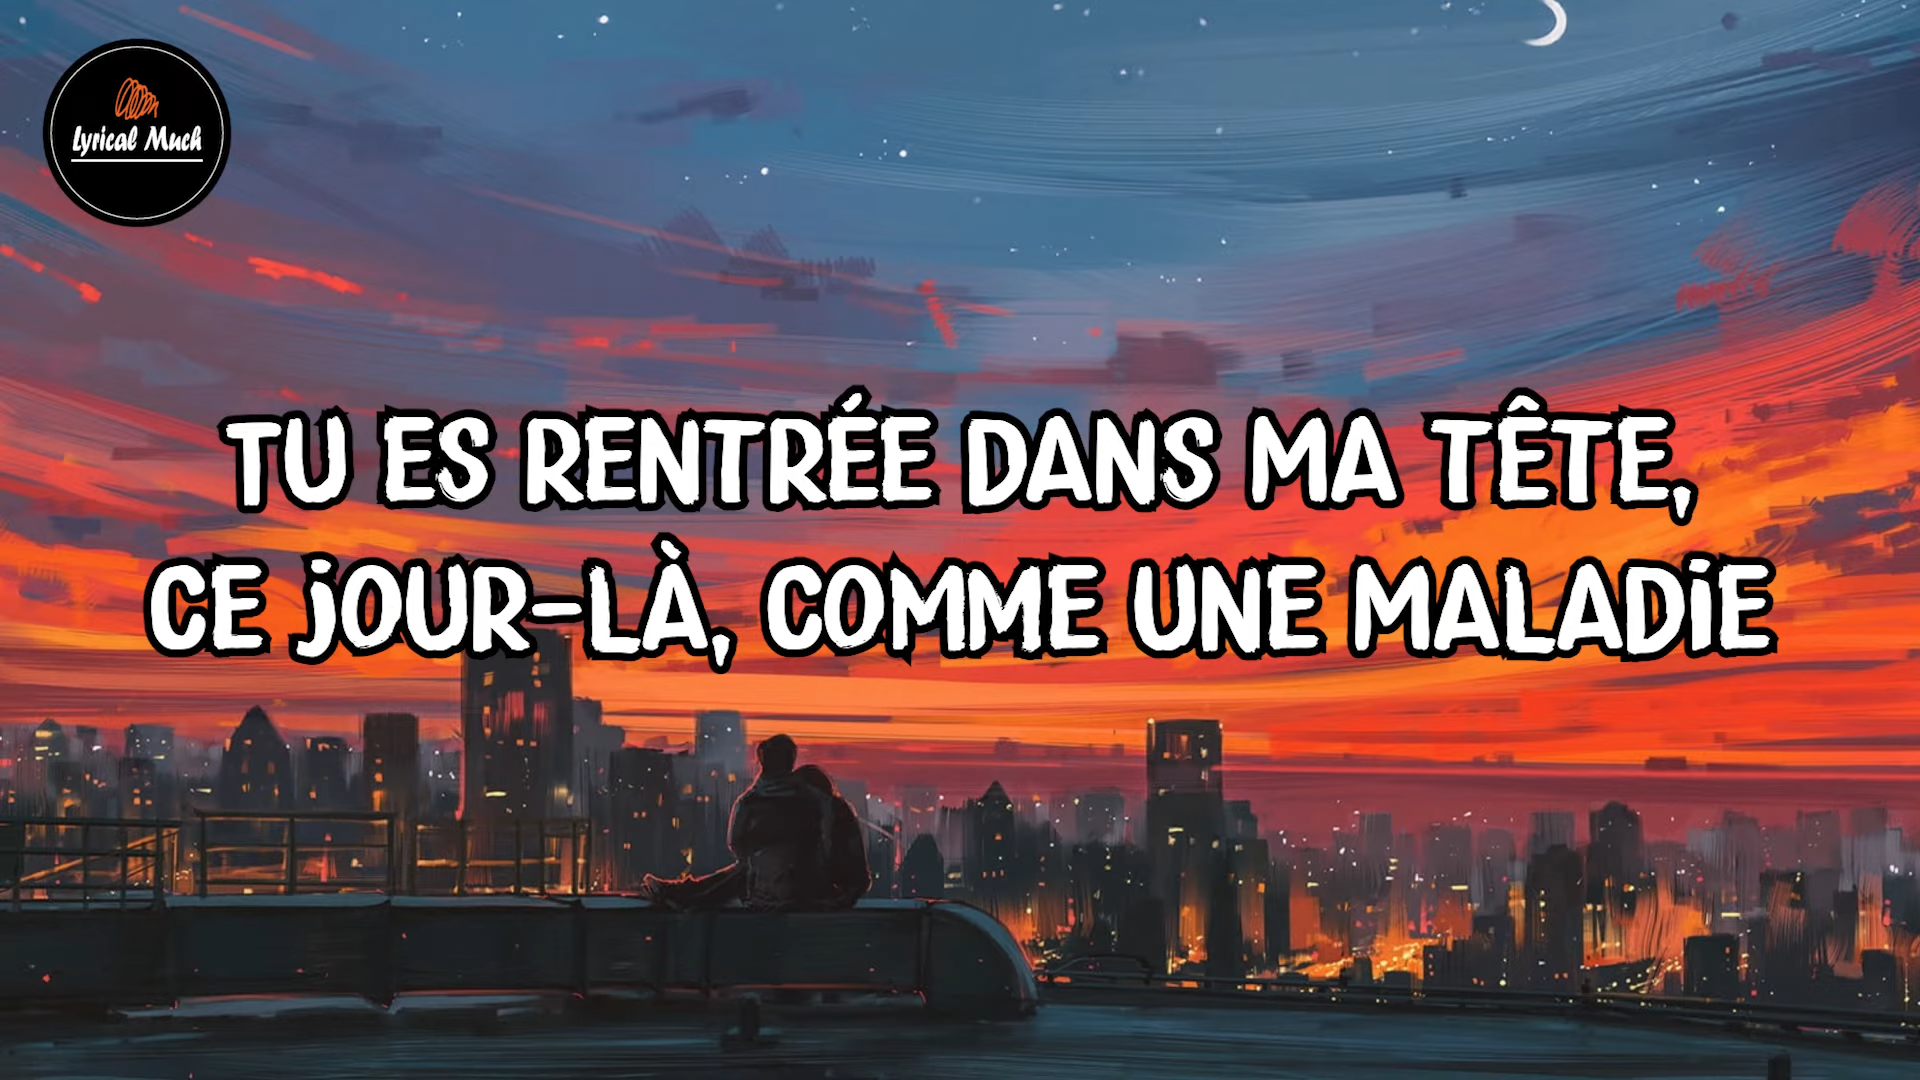 Lyrical Much
TU ES RENTRÉE DANS MA TÊTE,
CE JOUR-LÀ, COMME UNE MALADIE